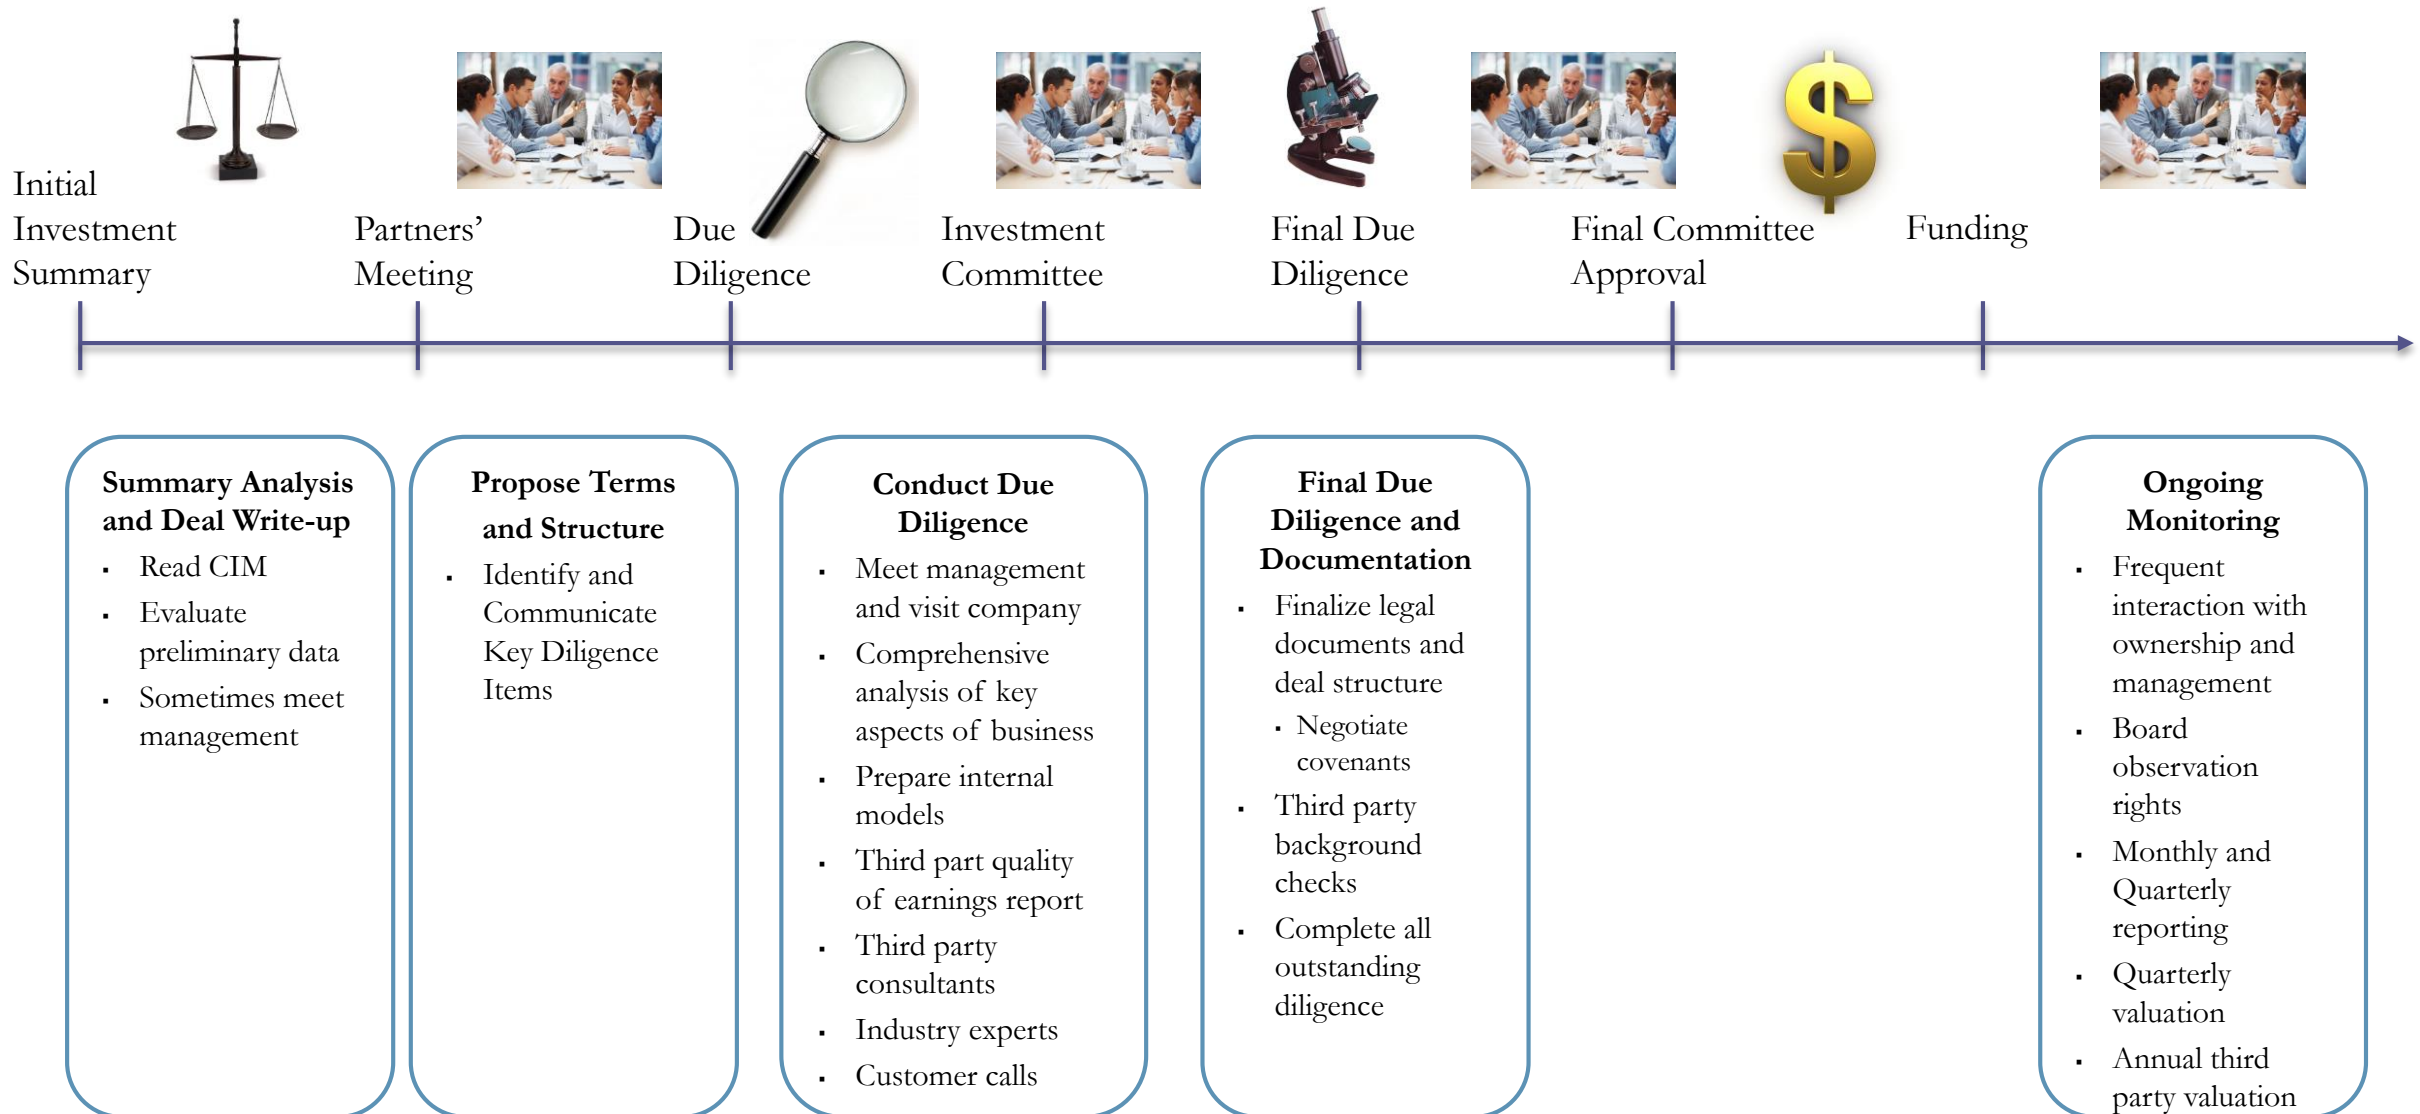 Initial
Investment
Summary
Partners’
Meeting
Due
Diligence
Investment
Committee
Final Due
Diligence
Final Committee
Approval
Funding
Summary Analysis
and Deal Write-up
▪ Read CIM
▪ Evaluate
preliminary data
▪ Sometimes meet
management
Propose Terms
and Structure
▪ Identify and
Communicate
Key Diligence
Items
Conduct Due
Diligence
▪ Meet management
and visit company
▪ Comprehensive
analysis of key
aspects of business
▪ Prepare internal
models
▪ Third part quality
of earnings report
▪ Third party
consultants
▪ Industry experts
▪ Customer calls
Final Due
Diligence and
Documentation
▪ Finalize legal
documents and
deal structure
▪ Negotiate
covenants
▪ Third party
background
checks
▪ Complete all
outstanding
diligence
Ongoing
Monitoring
▪ Frequent
interaction with
ownership and
management
▪ Board
observation
rights
▪ Monthly and
Quarterly
reporting
▪ Quarterly
valuation
▪ Annual third
party valuation